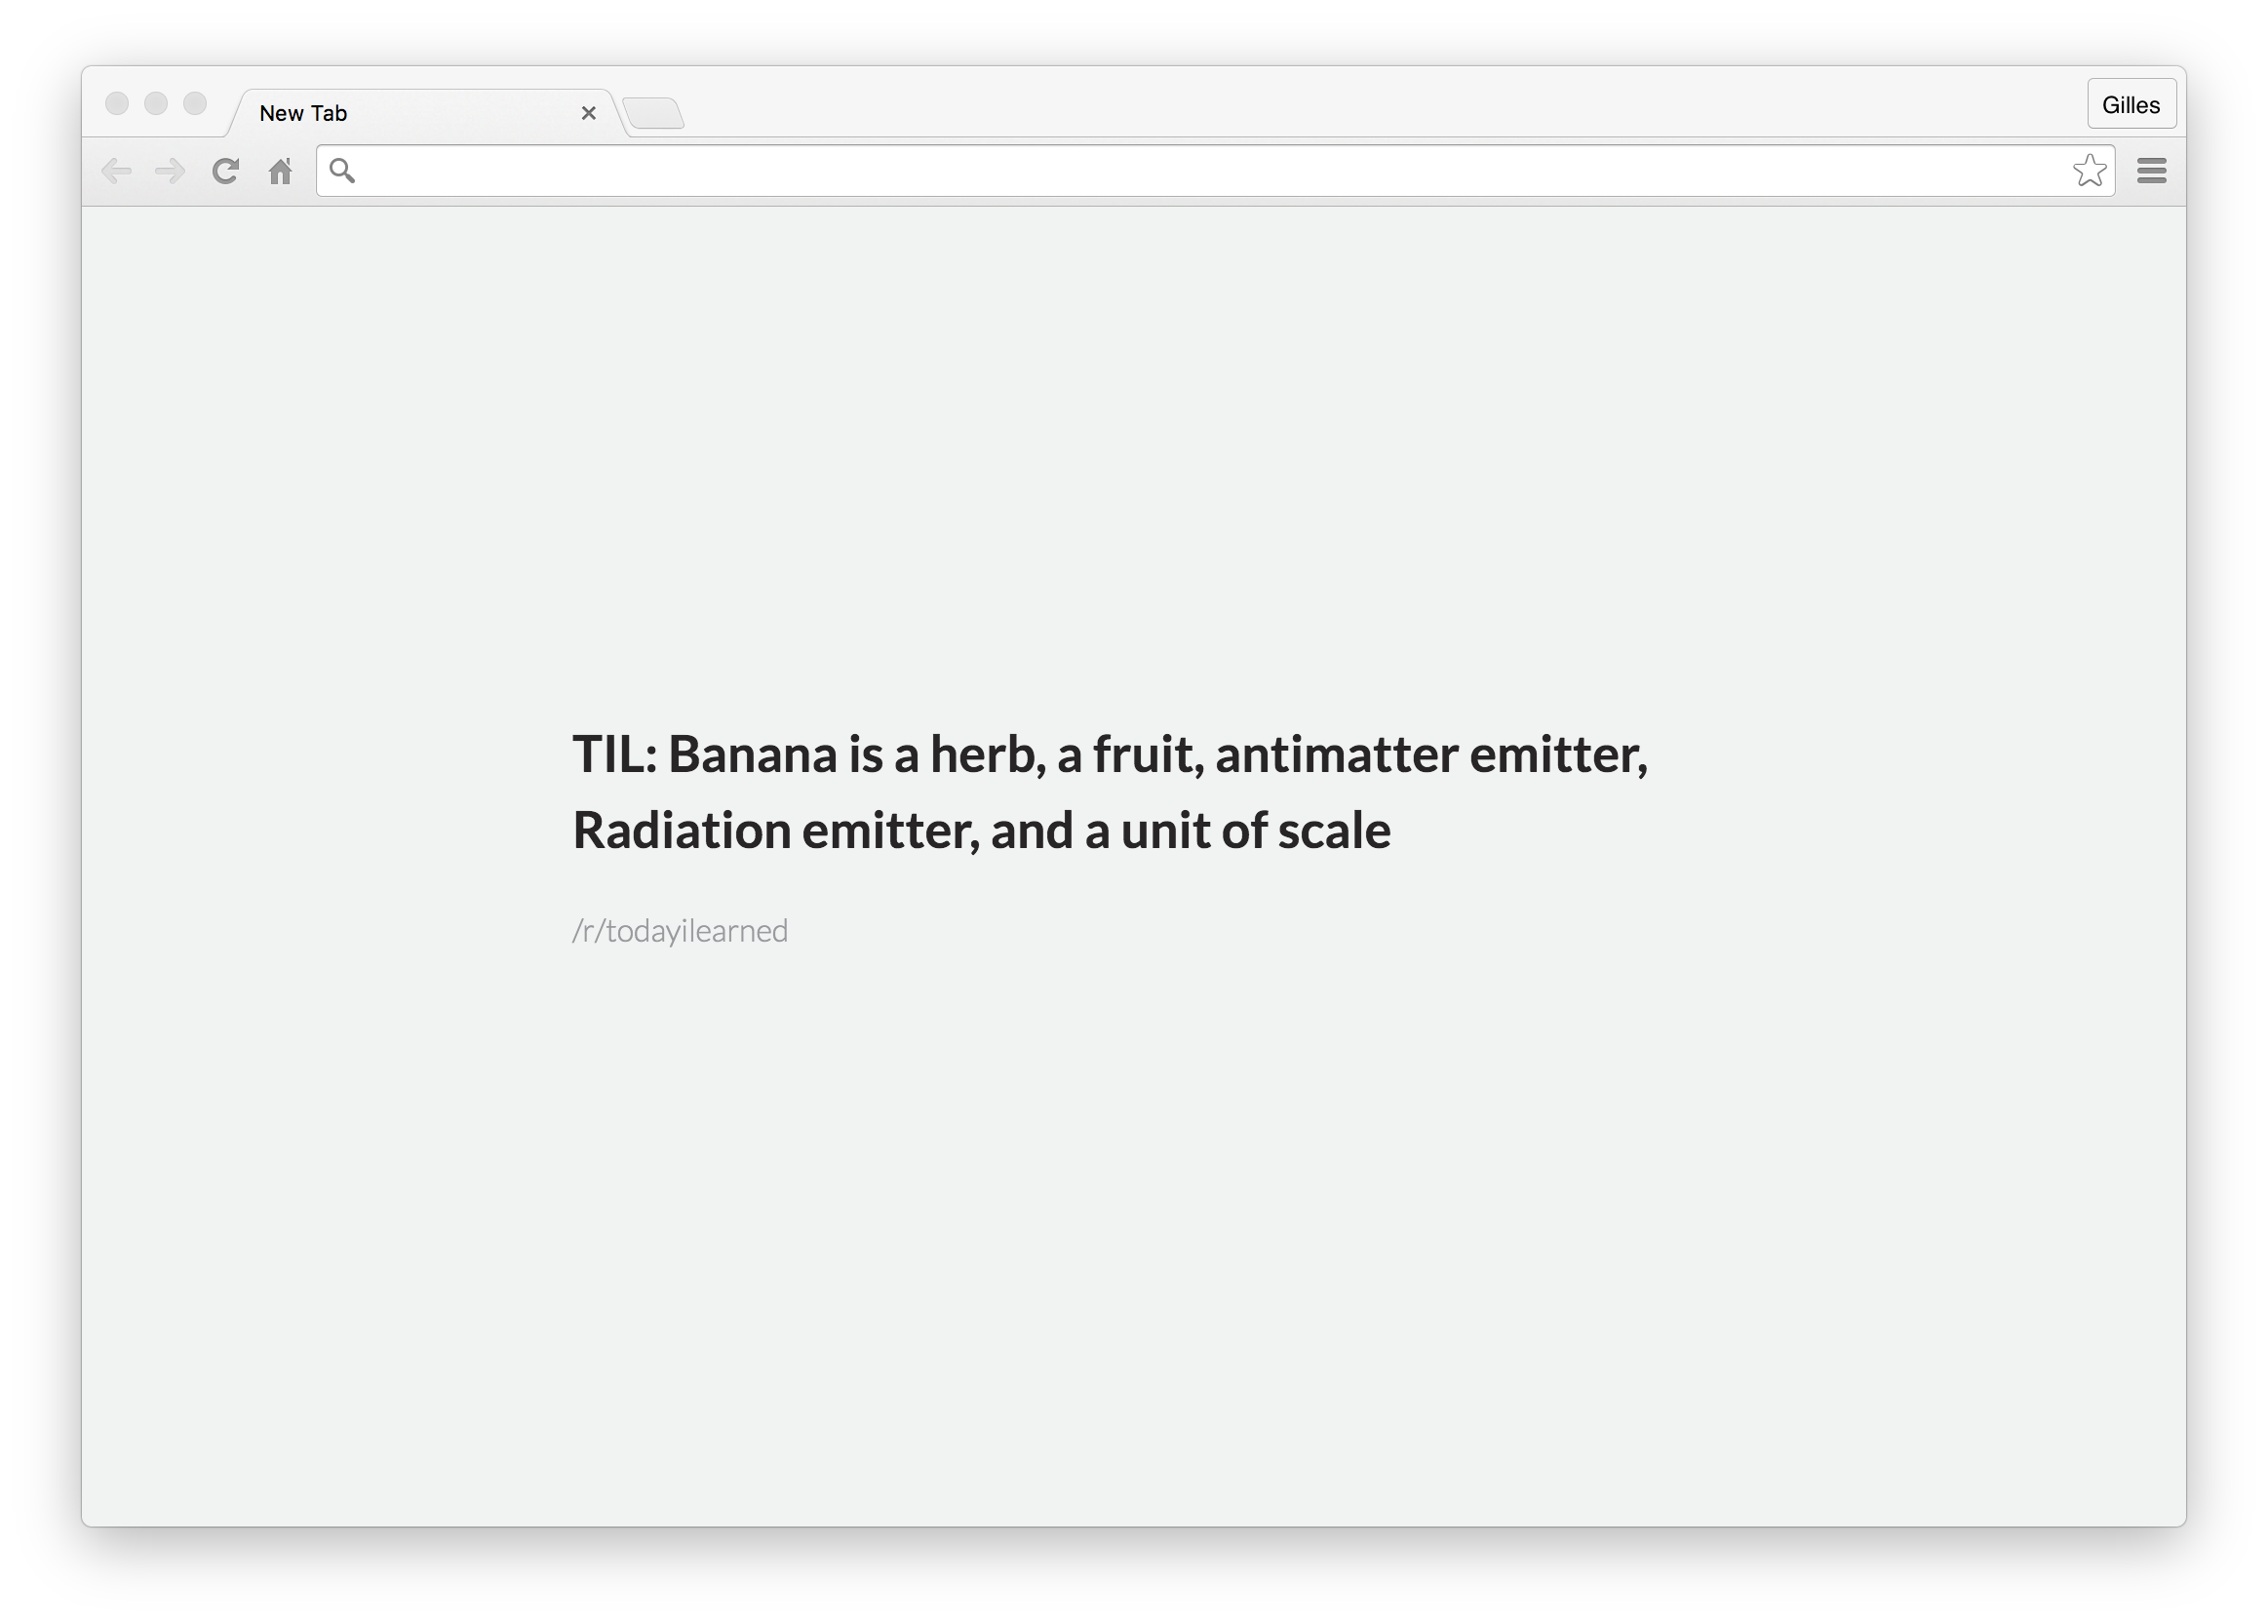 New Tab
Gilles
TIL: Banana is a herb, a fruit, antimatter emitter,
Radiation emitter, and a unit of scale
/r/todayilearned